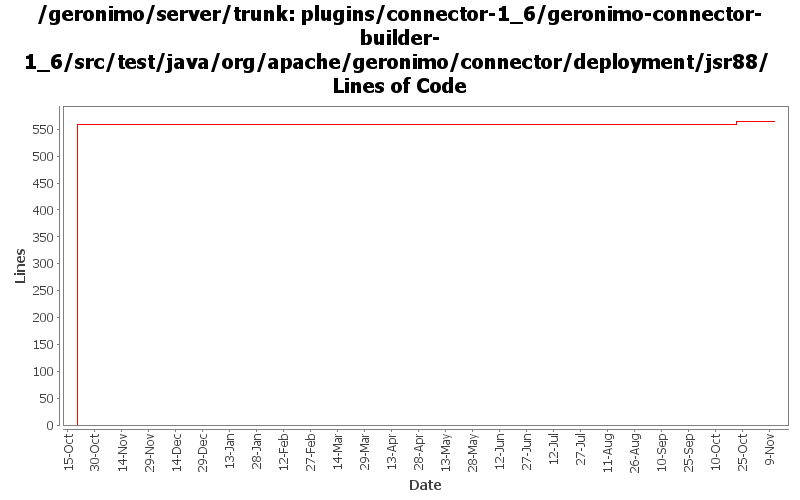 /geronimo/server/trunk: plugins/connector-1_6/geronimo-connector-
builder-
1_6/src/test/java/org/apache/geronimo/connector/deployment/jsr88/
Lines of Code
550
500
450
400
350
300
250
200
150
100
50
0
Lines
15-Oct
30-Oct
14-Nov
29-Nov
14-Dec
29-Dec
13-Jan
28-Jan
12-Feb
27-Feb
14-Mar
29-Mar
13-Apr
28-Apr
13-May
28-May
12-Jun
27-Jun
12-Jul
27-Jul
11-Aug
26-Aug
10-Sep
25-Sep
10-Oct
25-Oct
9-Nov
Date